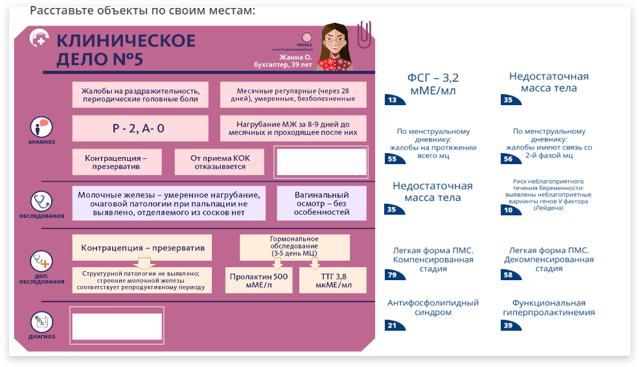 Расставьте объекты по своим местам:
КЛИНИЧЕСКОЕ
ДЕЛО №5
Жанна О.
бухгалтер, 39 лет
АНАМНЕЗ
Жалобы на раздражительность,
периодические головные боли
Месячные регулярные (через 28
дней), умеренные, безболезненные
Р - 2, А- 0
Нагрубание МЖ за 8-9 дней до
месячных и проходящее после них
Контрацепция –
презерватив
От приема КОК
отказывается
ОБСЛЕДОВАНИЯ
Молочные железы – умеренное нагрубание,
очаговой патологии при пальпации не
выявлено, отделяемого из сосков нет
Вагинальный
осмотр – без
особенностей
ДОП.
ОБСЛЕДОВАНИЯ
Контрацепция – презерватив
Структурной патологии не выявлено;
строение молочной железы
соответствует репродуктивному периоду
Гормональное
обследование
(3-5 день МЦ)
Пролактин 500
мМЕ/л
ТТГ 3,8
мкМЕ/мл
ДИАГНОЗ
ФСГ – 3,2
мМЕ/мл
13
Недостаточная
масса тела
35
По менструальному
дневнику:
жалобы на протяжении
всего мц
55
По менструальному
дневнику:
жалобы имеют связь со
2-й фазой мц
56
Недостаточная
масса тела
35
Риск неблагоприятного
течения беременности:
выявлены неблагоприятные
варианты генов V фактора
(Лейдена)
10
Легкая форма ПМС.
Компенсированная
стадия
79
Легкая форма ПМС.
Декомпенсированная
стадия
58
Антифосфолипидный
синдром
21
Функциональная
гиперпролактинемия
39